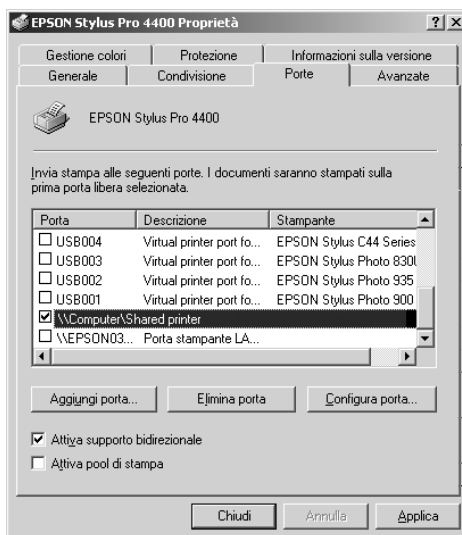 EPSON Stylus Pro 4400 Proprietà
Gestione colori Protezione Informazioni sulla versione
Generale Condivisione Porte Avanzate
EPSON Stylus Pro 4400
Invia stampa alle seguenti porte. I documenti saranno stampati sulla
prima porta libera selezionata.
Porta Descrizione Stampante
USB004 Virtual printer port fo... EPSON Stylus C44 Series
USB003 Virtual printer port fo... EPSON Stylus Photo 830U
USB002 Virtual printer port fo... EPSON Stylus Photo 935
USB001 Virtual printer port fo... EPSON Stylus Photo 900
\\Computer\Shared printer
\\EPSON03... Porta stampante LA...
Aggiungi porta... Elimina porta Configura porta...
Attiva supporto bidirezionale
Attiva pool di stampa
Chiudi Annulla Applica